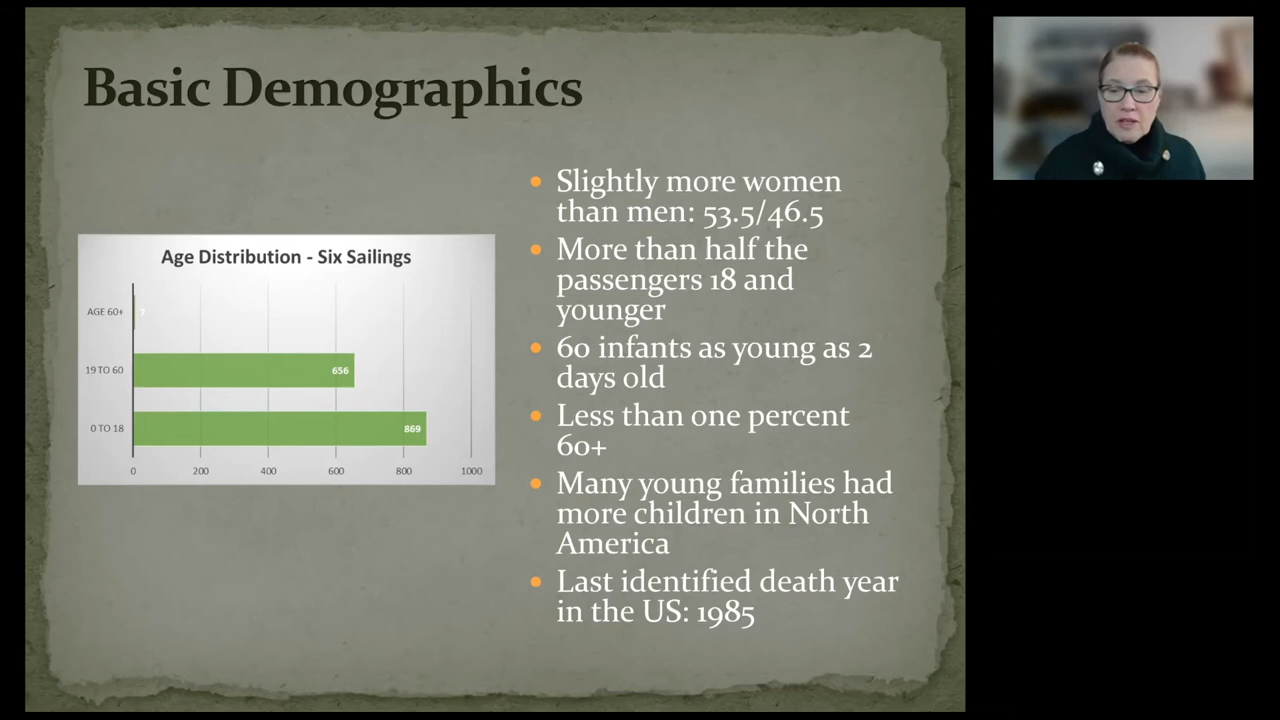 Basic Demographics
Age Distribution - Six Sailings
AGE 60+
7
19 TO 60
656
0 TO 18
869
0
200
400
600
800
1000
Slightly more women
than men: 53.5/46.5
More than half the
passengers 18 and
younger
60 infants as young as 2
days old
Less than one percent
60+
Many young families had
more children in North
America
Last identified death year
in the US: 1985